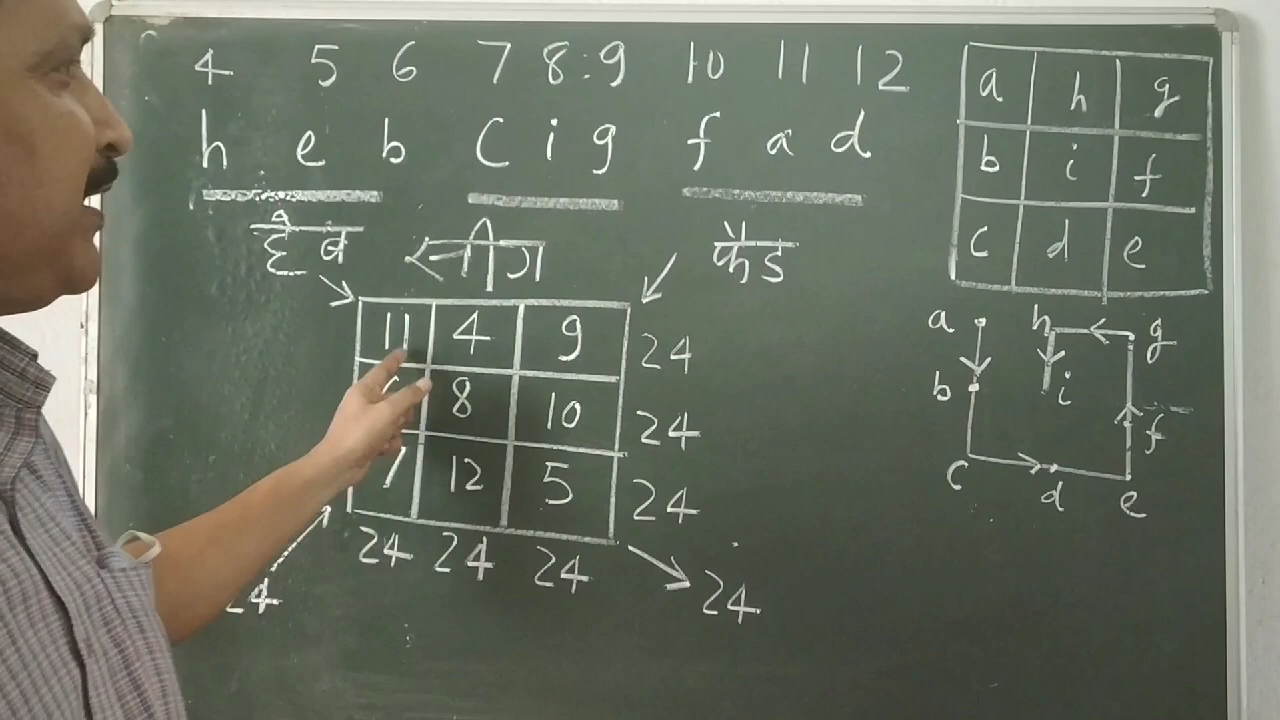 4 5 6 7 8:9 10 11 12
h e b C i g f a d
हेब सीग फेड
11 4 9 24
8 10 24
7 12 5 24
24 24 24
24 24
a h g
b i f
c d e
a h g
b i f
c d e